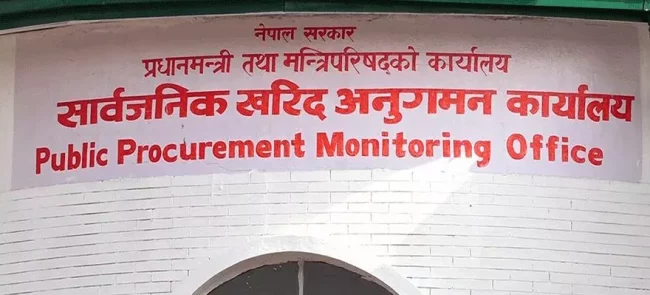 नेपाल सरकार
प्रधानमन्त्री तथा मन्त्रिपरिषद्को कार्यालय
सार्वजनिक खरिद अनुगमन कार्यालय
Public Procurement Monitoring Office